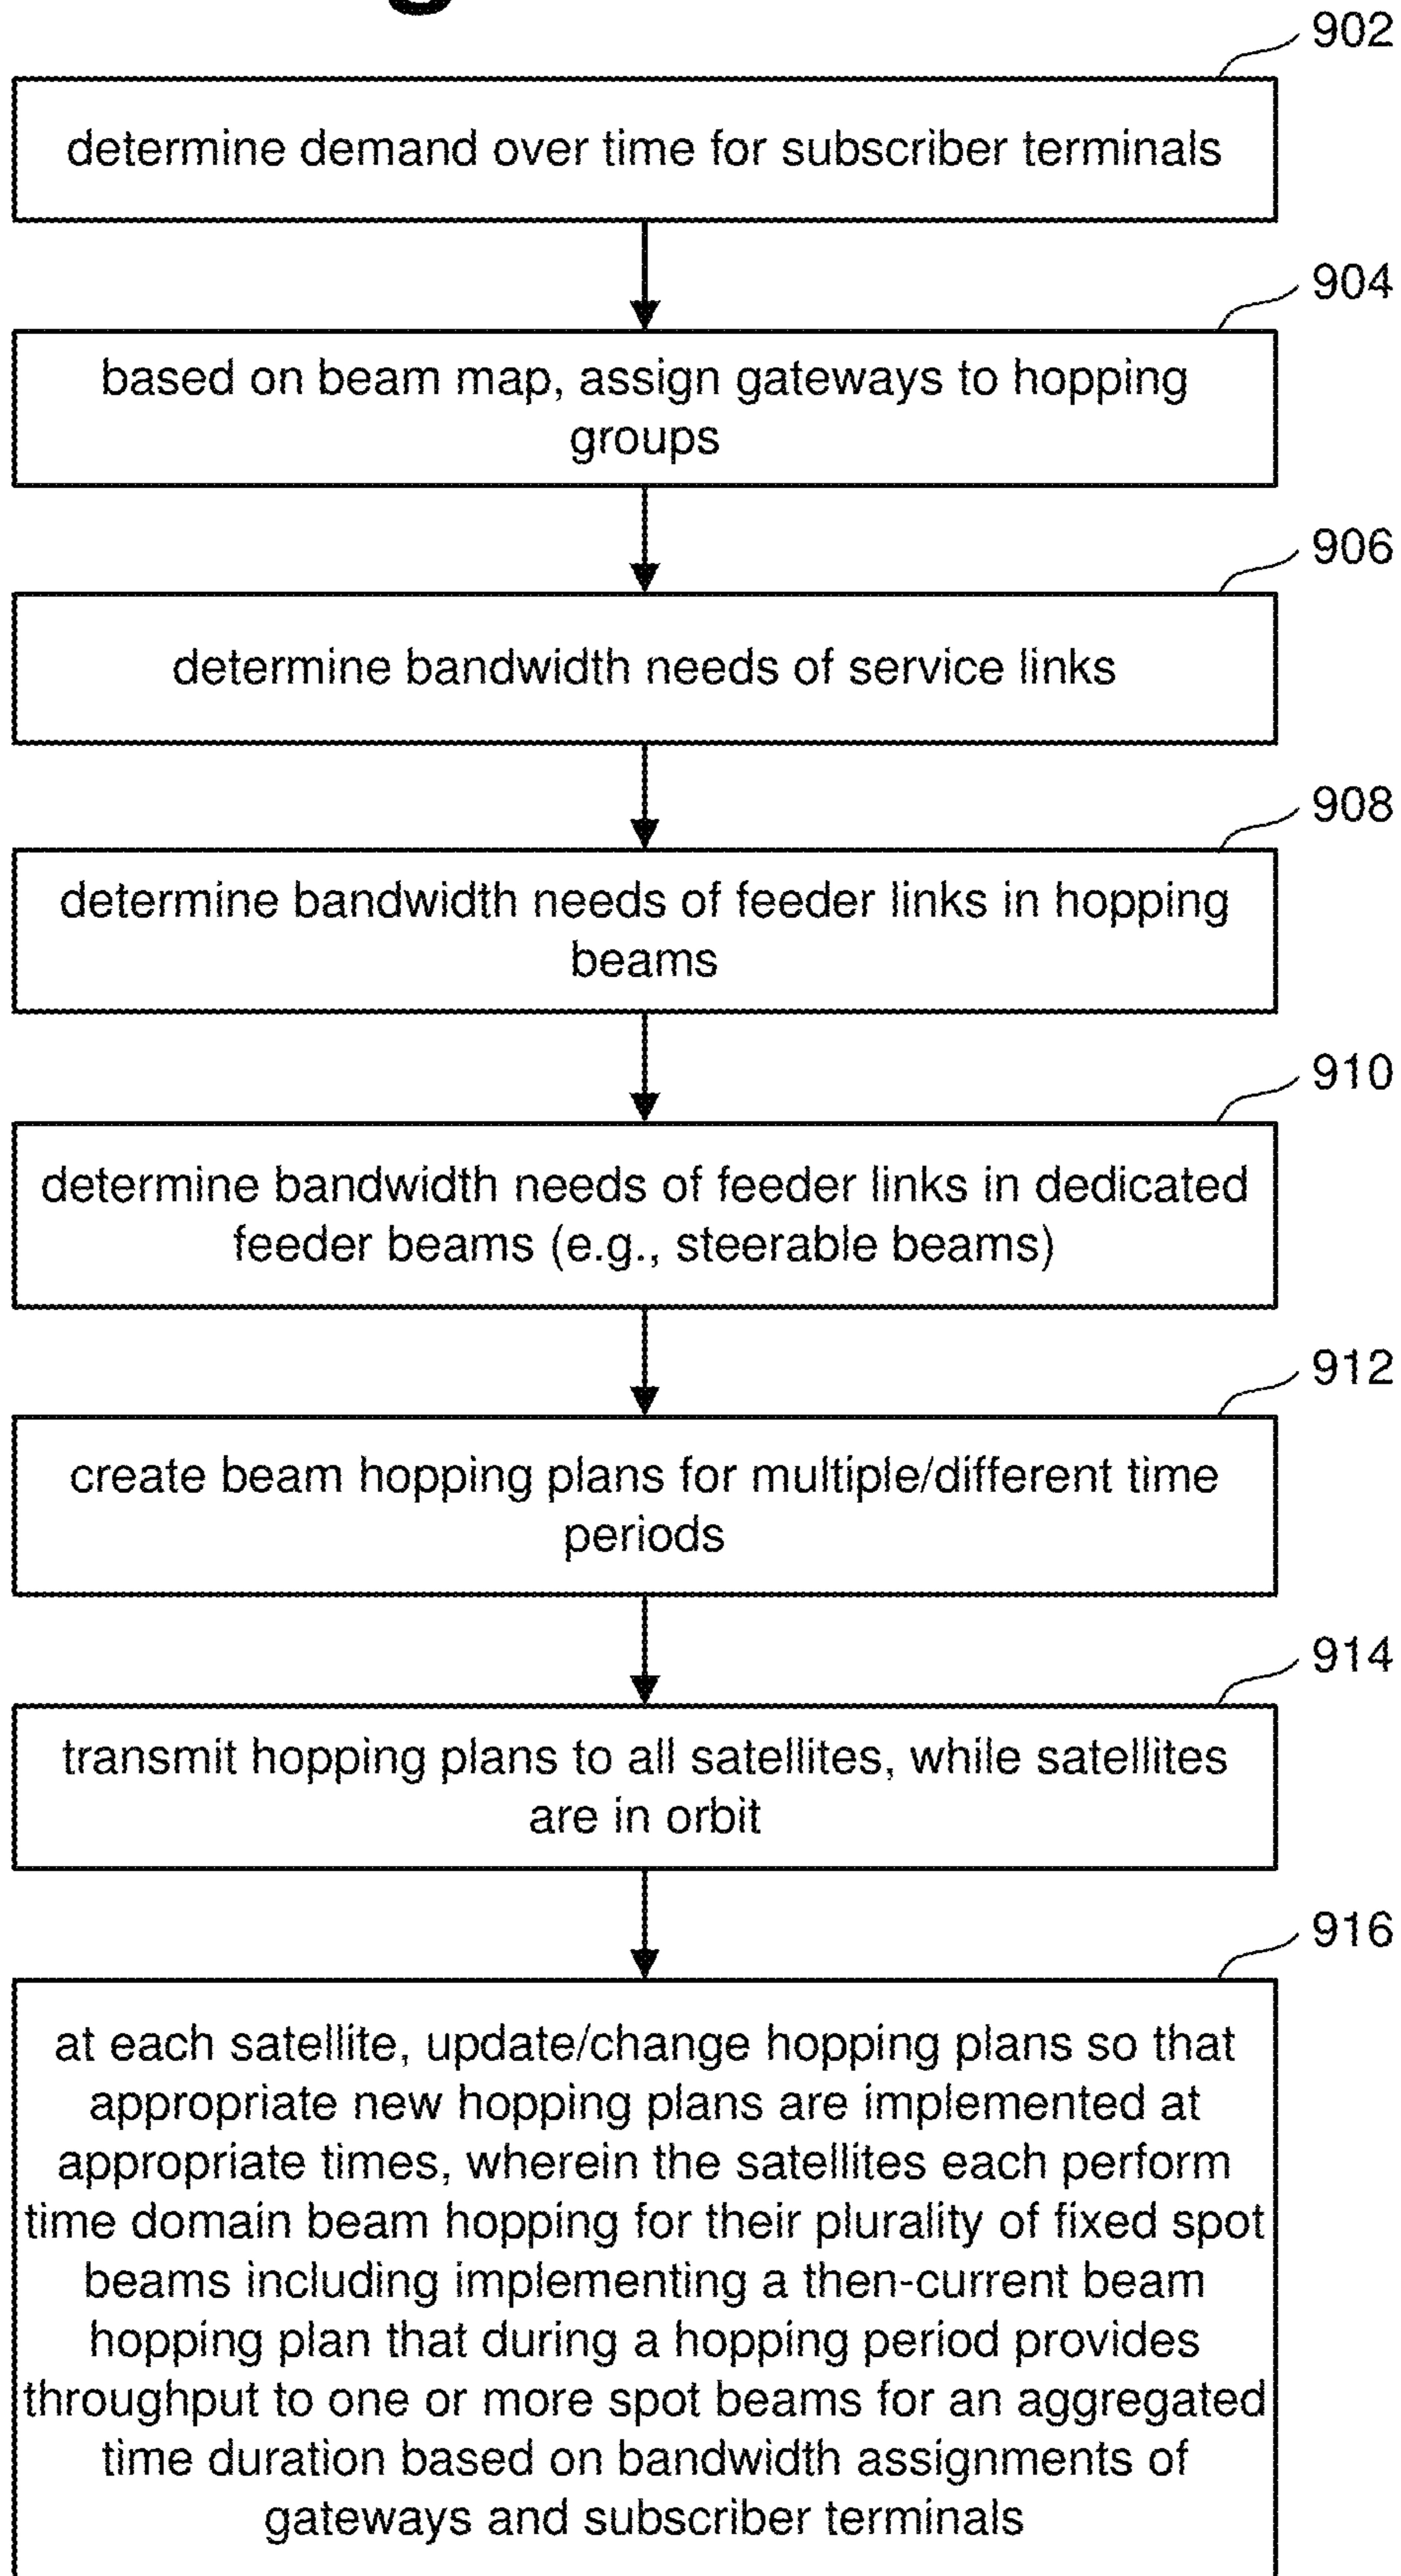 902
determine demand over time for subscriber terminals
904
based on beam map, assign gateways to hopping
groups
906
determine bandwidth needs of service links
908
determine bandwidth needs of feeder links in hopping
beams
910
determine bandwidth needs of feeder links in dedicated
feeder beams (e.g., steerable beams)
912
create beam hopping plans for multiple/different time
periods
914
transmit hopping plans to all satellites, while satellites
are in orbit
916
at each satellite, update/change hopping plans so that
appropriate new hopping plans are implemented at
appropriate times, wherein the satellites each perform
time domain beam hopping for their plurality of fixed spot
beams including implementing a then-current beam
hopping plan that during a hopping period provides
throughput to one or more spot beams for an aggregated
time duration based on bandwidth assignments of
gateways and subscriber terminals